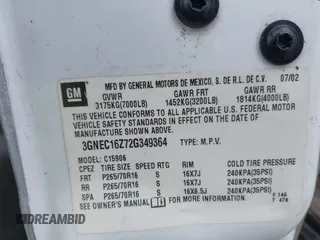 GM
MFD BY GENERAL MOTORS DE MEXICO, S. DE R.L. DE C.V. 07/02
GVWR GAWR FRT GAWR RR
3175KG(7000LB) 1452KG(3200LB) 1814KG(4000LB)
THIS VEHICLE CONFORMS TO ALL APPLICABLE U.S. FEDERAL MOTOR
VEHICLE SAFETY STANDARDS IN EFFECT ON THE DATE OF
MANUFACTURE SHOWN ABOVE.
3GNEC16Z72G349364 TYPE: M.P.V.
MODEL: C15906
CPEZ TIRE SIZE SPEED RTG RIM COLD TIRE PRESSURE
FRT P265/70R16 S 16X7J 240KPA(35PSI)
RR P265/70R16 S 16X7J 240KPA(35PSI)
SPA P265/70R16 S 16X6.5J 240KPA(35PSI)
SEE OWNER'S MANUAL FOR MORE INFORMATION.
F.146
T 478
DREAMBID